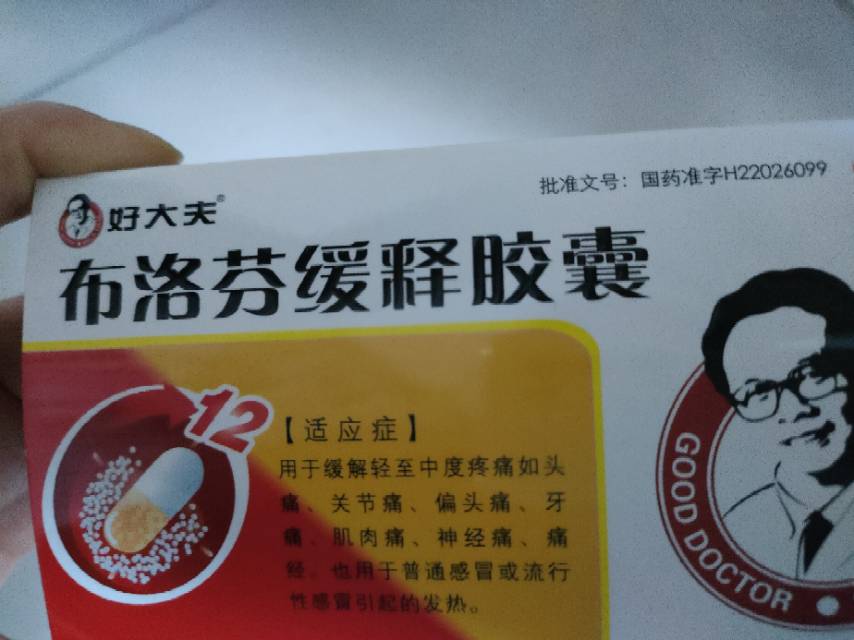 批准文号：国药准字H22026099
好大夫®
布洛芬缓释胶囊
12
【适应症】
用于缓解轻至中度疼痛如头
痛、关节痛、偏头痛、牙
痛、肌肉痛、神经痛、痛
经。也用于普通感冒或流行
性感冒引起的发热。
GOOD DOCTOR